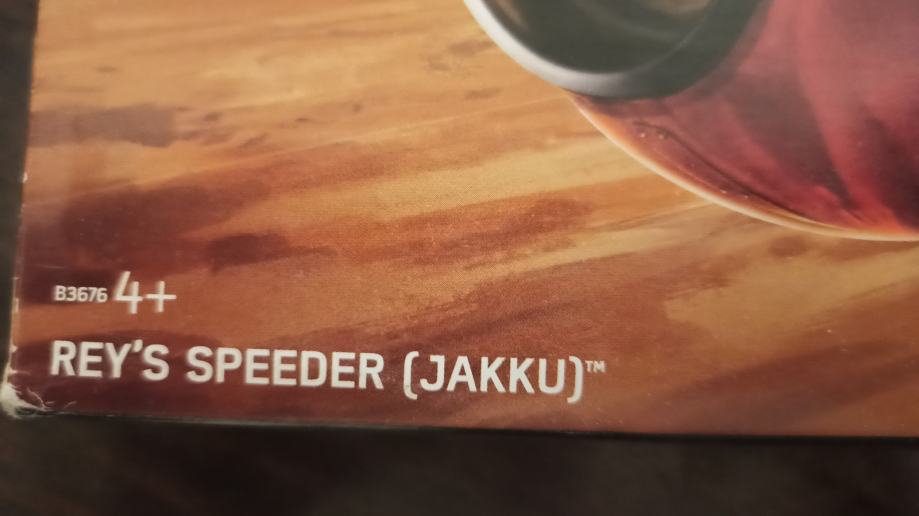 B3676 4+
REY'S SPEEDER (JAKKU)™